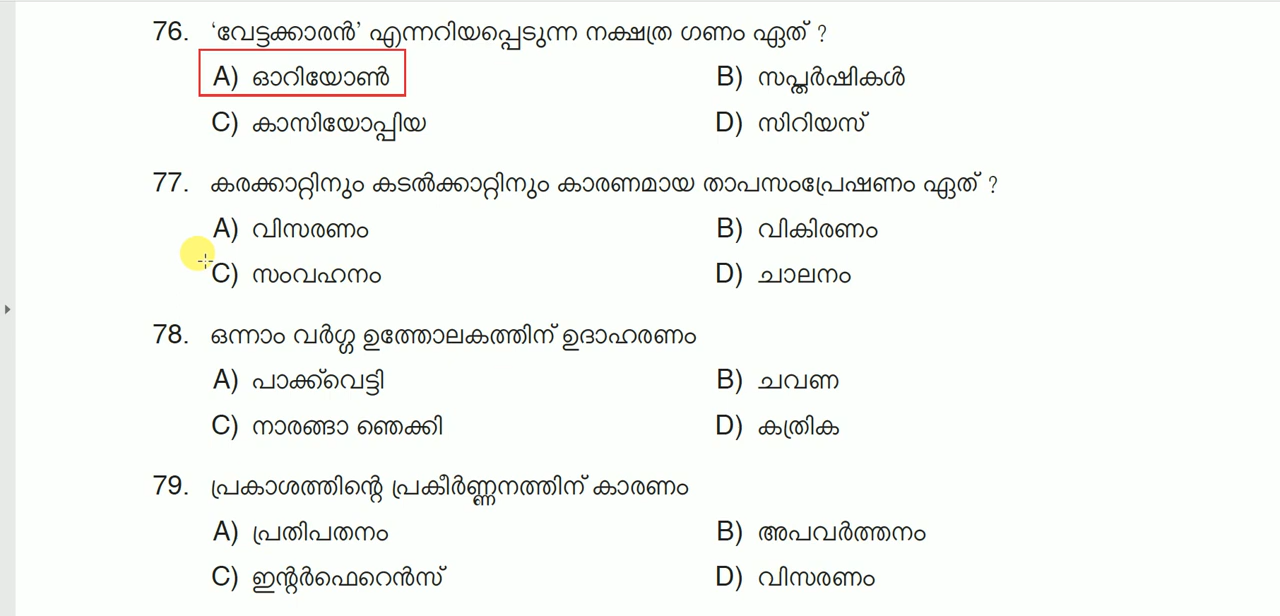 76. ‘വേട്ടക്കാരൻ’ എന്നറിയപ്പെടുന്ന നക്ഷത്ര ഗണം ഏത് ?
A) ഓറിയോൺ B) സപ്തർഷികൾ
C) കാസിയോപ്പിയ D) സിറിയസ്
77. കരക്കാറ്റിനും കടൽക്കാറ്റിനും കാരണമായ താപസംപ്രേഷണം ഏത് ?
A) വിസരണം B) വികിരണം
C) സംവഹനം D) ചാലനം
78. ഒന്നാം വർഗ്ഗ ഉത്തോലകത്തിന് ഉദാഹരണം
A) പാക്ക്‌വെട്ടി B) ചവണ
C) നാരങ്ങാ ഞെക്കി D) കത്രിക
79. പ്രകാശത്തിന്റെ പ്രകീർണ്ണനത്തിന് കാരണം
A) പ്രതിപതനം B) അപവർത്തനം
C) ഇന്റർഫെറെൻസ് D) വിസരണം